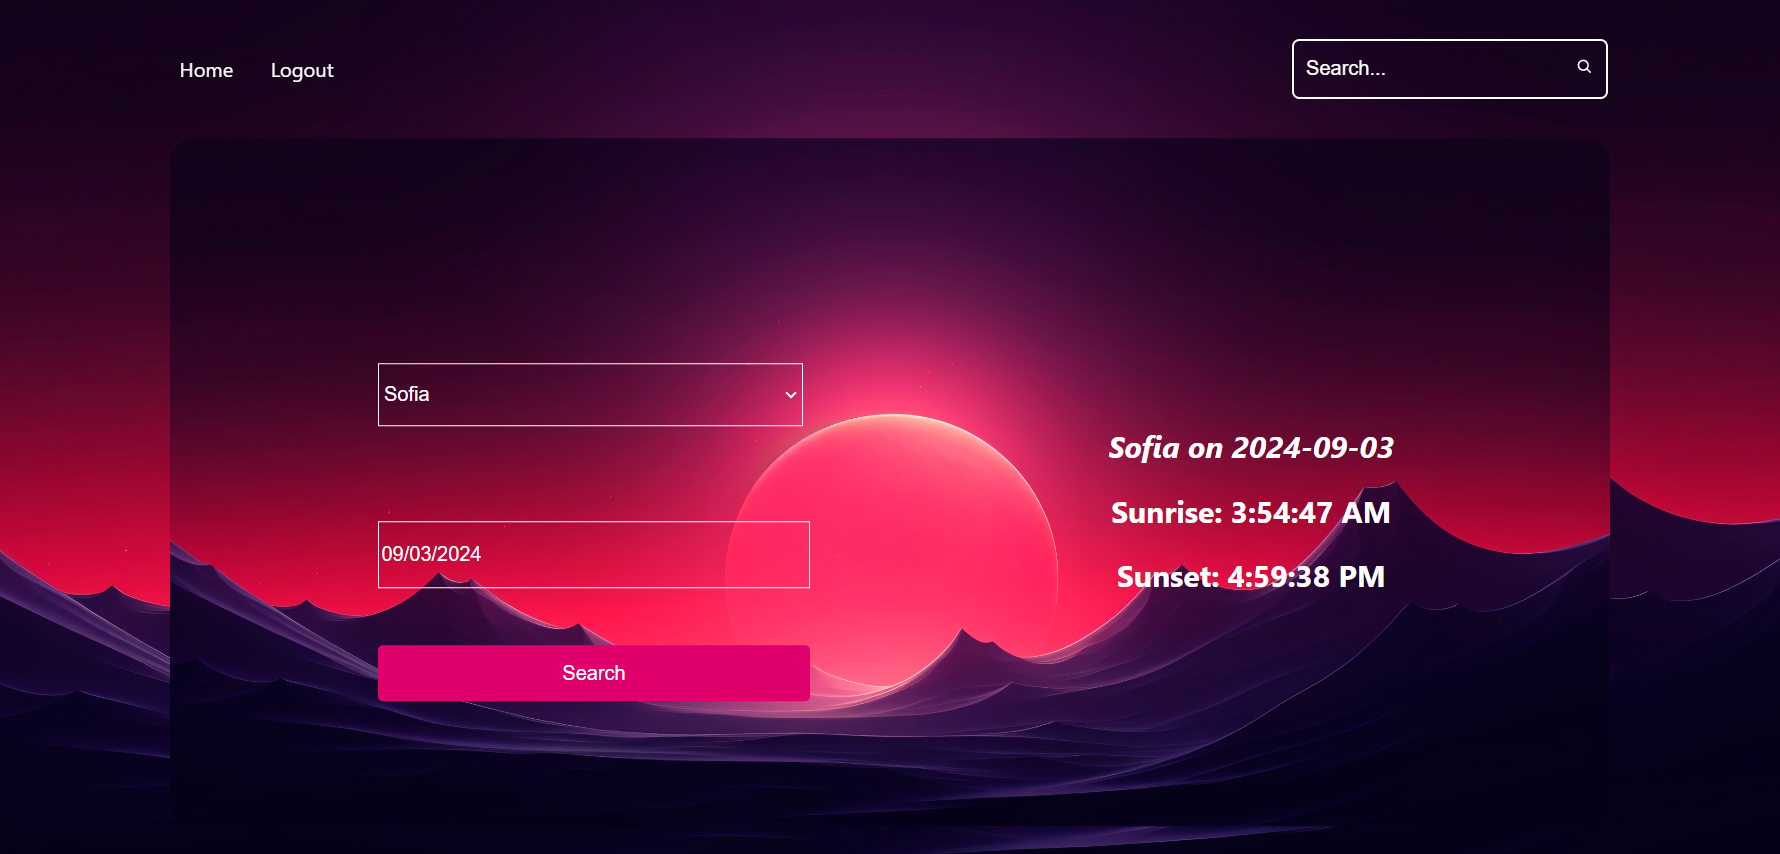 Home Logout
Search...
Sofia
09/03/2024
Search
Sofia on 2024-09-03
Sunrise: 3:54:47 AM
Sunset: 4:59:38 PM